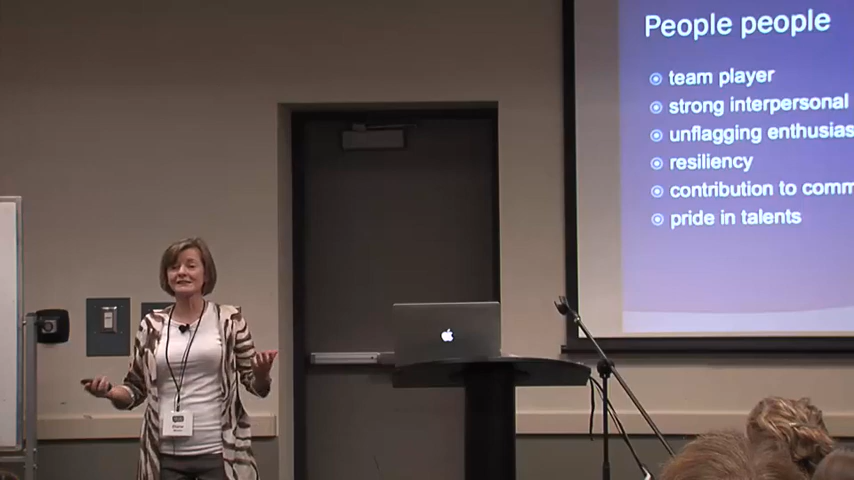 People people
team player
strong interpersonal
unflagging enthusias
resiliency
contribution to comm
pride in talents